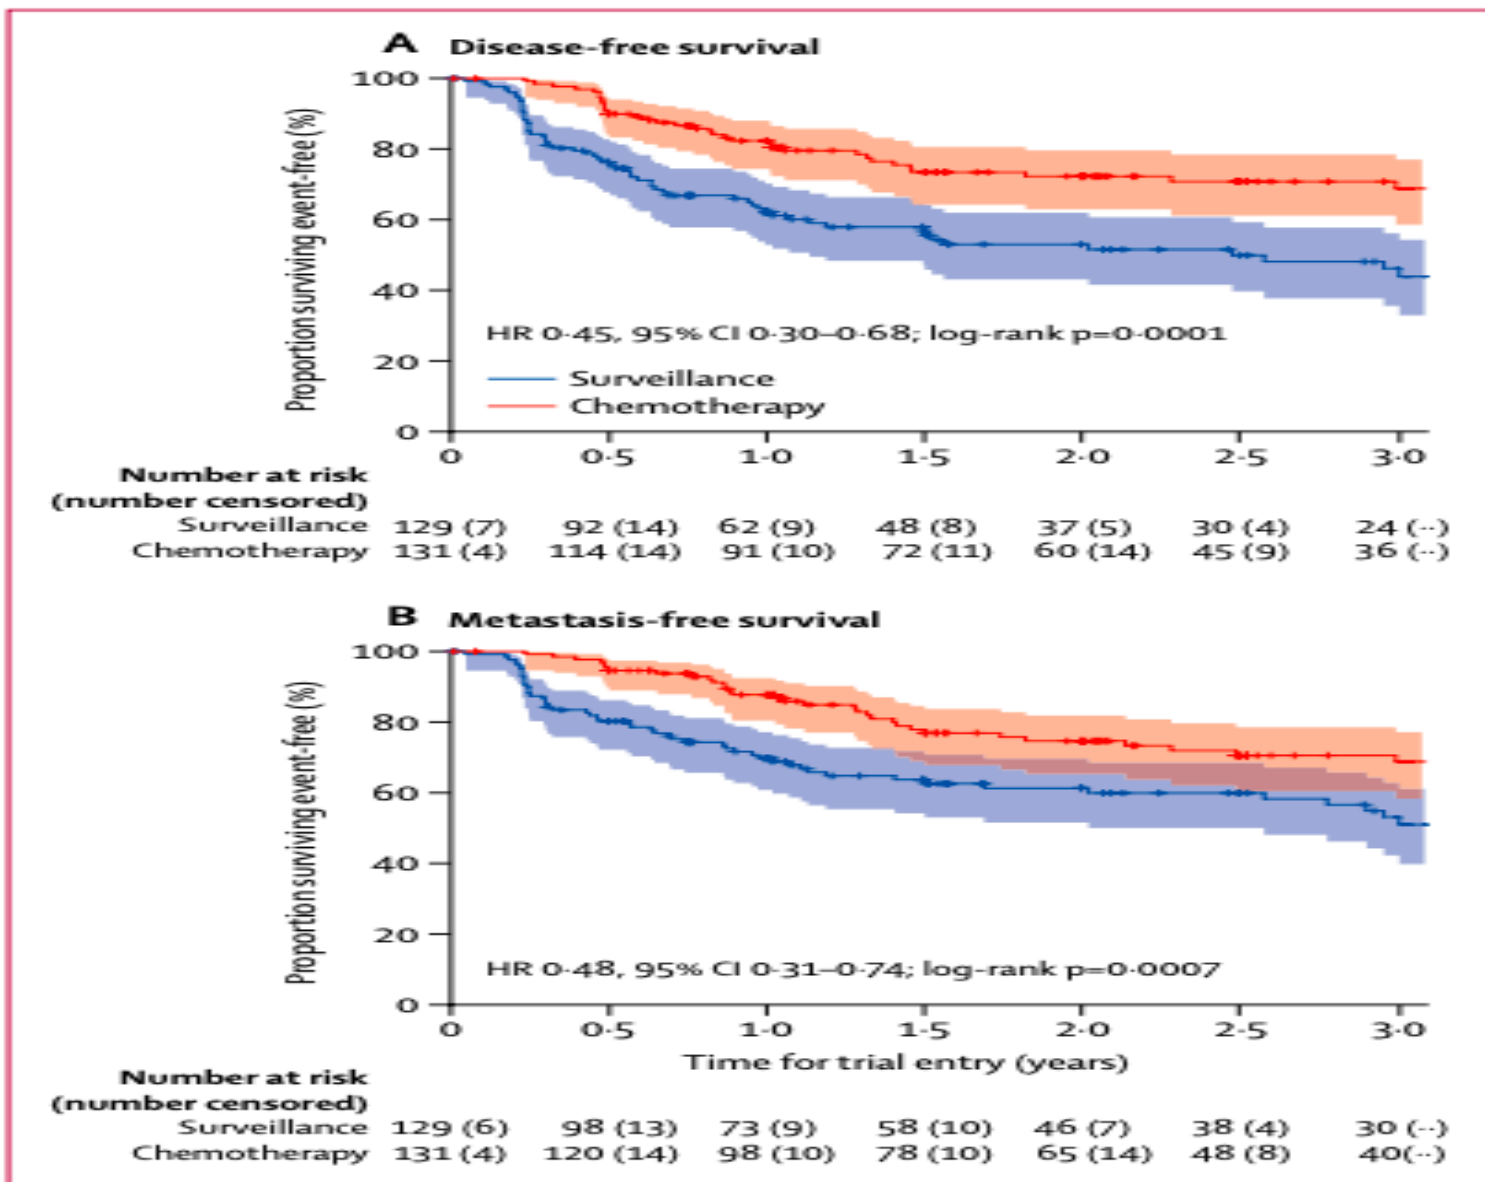 A Disease-free survival
Proportion surviving event-free (%)
100
80
60
40
20
0
HR 0·45, 95% CI 0·30–0·68; log-rank p=0·0001
Surveillance
Chemotherapy
0 0·5 1·0 1·5 2·0 2·5 3·0
Number at risk
(number censored)
Surveillance 129 (7) 92 (14) 62 (9) 48 (8) 37 (5) 30 (4) 24 (··)
Chemotherapy 131 (4) 114 (14) 91 (10) 72 (11) 60 (14) 45 (9) 36 (··)
B Metastasis-free survival
Proportion surviving event-free (%)
100
80
60
40
20
0
HR 0·48, 95% CI 0·31–0·74; log-rank p=0·0007
0 0·5 1·0 1·5 2·0 2·5 3·0
Time for trial entry (years)
Number at risk
(number censored)
Surveillance 129 (6) 98 (13) 73 (9) 58 (10) 46 (7) 38 (4) 30 (··)
Chemotherapy 131 (4) 120 (14) 98 (10) 78 (10) 65 (14) 48 (8) 40(··)